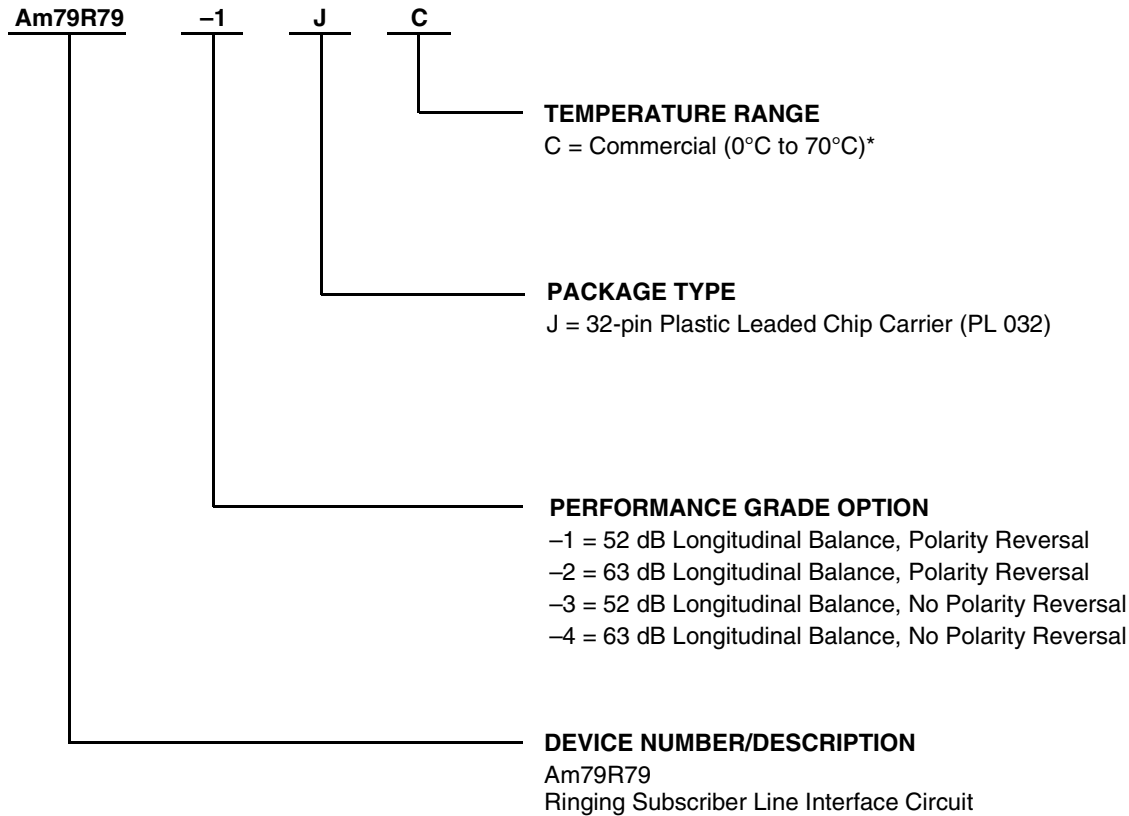 Am79R79 –1 J C
TEMPERATURE RANGE
C = Commercial (0°C to 70°C)*
PACKAGE TYPE
J = 32-pin Plastic Leaded Chip Carrier (PL 032)
PERFORMANCE GRADE OPTION
–1 = 52 dB Longitudinal Balance, Polarity Reversal
–2 = 63 dB Longitudinal Balance, Polarity Reversal
–3 = 52 dB Longitudinal Balance, No Polarity Reversal
–4 = 63 dB Longitudinal Balance, No Polarity Reversal
DEVICE NUMBER/DESCRIPTION
Am79R79
Ringing Subscriber Line Interface Circuit